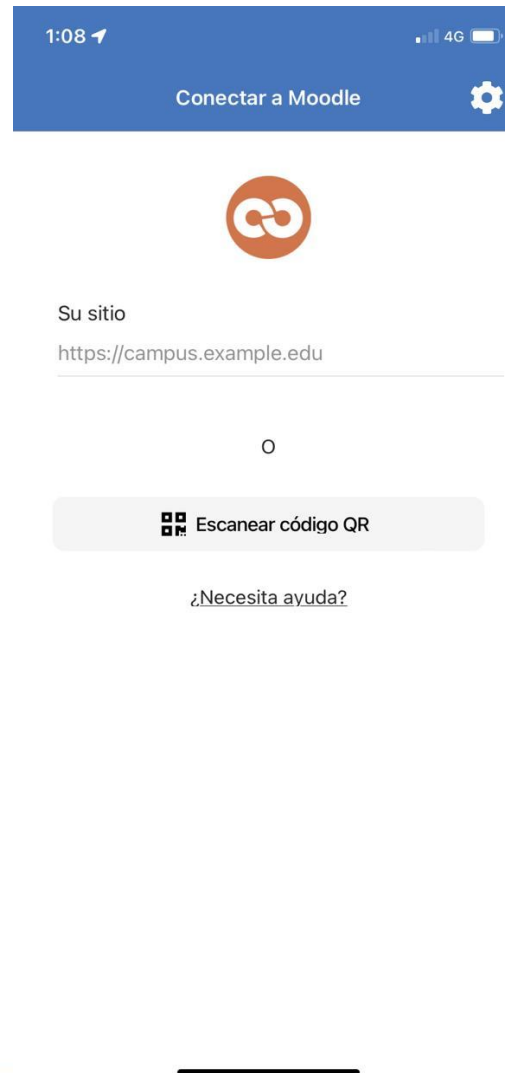 1:08
4G
Conectar a Moodle
Su sitio
https://campus.example.edu
O
Escanear código QR
¿Necesita ayuda?